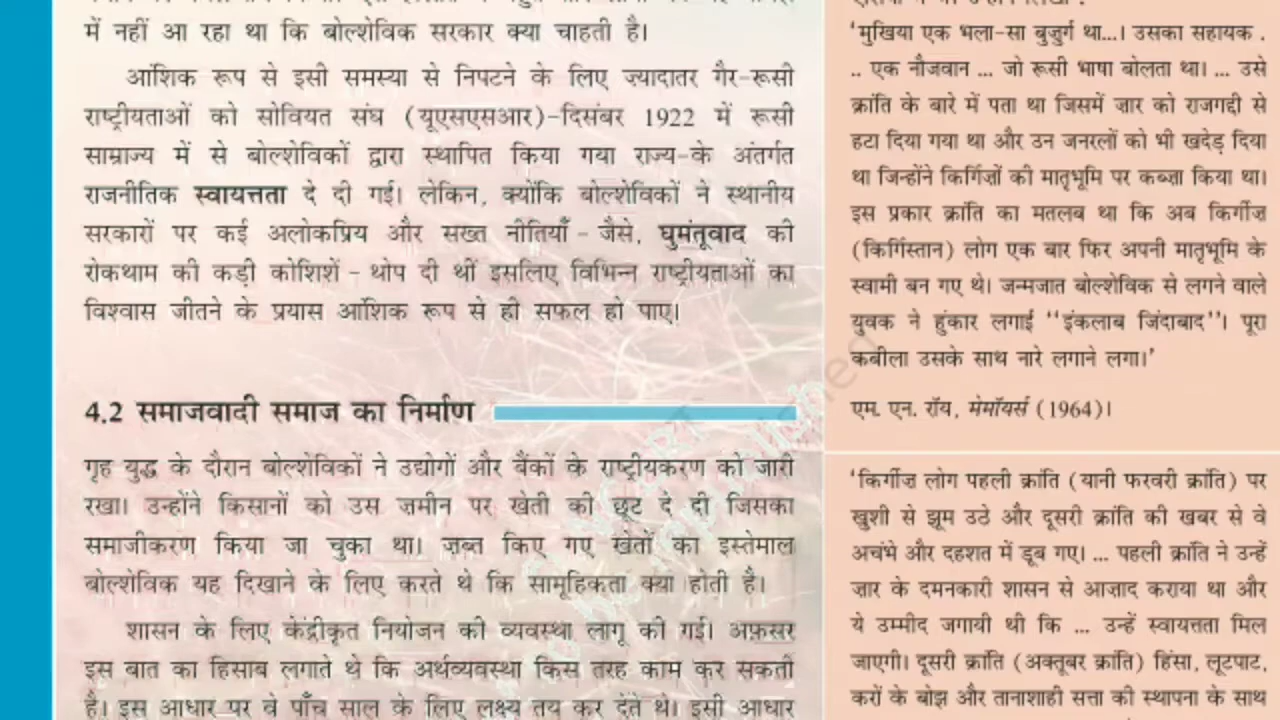 में नहीं आ रहा था कि बोल्शेविक सरकार क्या चाहती है।
आंशिक रूप से इसी समस्या से निपटने के लिए ज्यादातर गैर-रूसी
राष्ट्रीयताओं को सोवियत संघ (यूएसएसआर)-दिसंबर 1922 में रूसी
साम्राज्य में से बोल्शेविकों द्वारा स्थापित किया गया राज्य-के अंतर्गत
राजनीतिक स्वायत्तता दे दी गई। लेकिन, क्योंकि बोल्शेविकों ने स्थानीय
सरकारों पर कई अलोकप्रिय और सख्त नीतियाँ - जैसे, घुमंतूवाद की
रोकथाम की कड़ी कोशिशें - थोप दी थीं इसलिए विभिन्न राष्ट्रीयताओं का
विश्वास जीतने के प्रयास आंशिक रूप से ही सफल हो पाए।
4.2 समाजवादी समाज का निर्माण
गृह युद्ध के दौरान बोल्शेविकों ने उद्योगों और बैंकों के राष्ट्रीयकरण को जारी
रखा। उन्होंने किसानों को उस ज़मीन पर खेती की छूट दे दी जिसका
समाजीकरण किया जा चुका था। ज़ब्त किए गए खेतों का इस्तेमाल
बोल्शेविक यह दिखाने के लिए करते थे कि सामूहिकता क्या होती है।
शासन के लिए केंद्रीकृत नियोजन की व्यवस्था लागू की गई। अफ़सर
इस बात का हिसाब लगाते थे कि अर्थव्यवस्था किस तरह काम कर सकती
है। इस आधार पर वे पाँच साल के लिए लक्ष्य तय कर देते थे। इसी आधार
'मुखिया एक भला-सा बुज़ुर्ग था...। उसका सहायक .
.. एक नौजवान ... जो रूसी भाषा बोलता था। ... उसे
क्रांति के बारे में पता था जिसमें ज़ार को राजगद्दी से
हटा दिया गया था और उन जनरलों को भी खदेड़ दिया
था जिन्होंने किर्गिज़ों की मातृभूमि पर कब्ज़ा किया था।
इस प्रकार क्रांति का मतलब था कि अब किर्गीज़
(किर्गिस्तान) लोग एक बार फिर अपनी मातृभूमि के
स्वामी बन गए थे। जन्मजात बोल्शेविक से लगने वाले
युवक ने हुंकार लगाई ''इंकलाब जिंदाबाद''। पूरा
कबीला उसके साथ नारे लगाने लगा।'
एम. एन. रॉय, मेमॉयर्स (1964)।
'किर्गीज़ लोग पहली क्रांति (यानी फरवरी क्रांति) पर
खुशी से झूम उठे और दूसरी क्रांति की खबर से वे
अचंभे और दहशत में डूब गए। ... पहली क्रांति ने उन्हें
ज़ार के दमनकारी शासन से आज़ाद कराया था और
ये उम्मीद जगायी थी कि ... उन्हें स्वायत्तता मिल
जाएगी। दूसरी क्रांति (अक्तूबर क्रांति) हिंसा, लूटपाट,
करों के बोझ और तानाशाही सत्ता की स्थापना के साथ